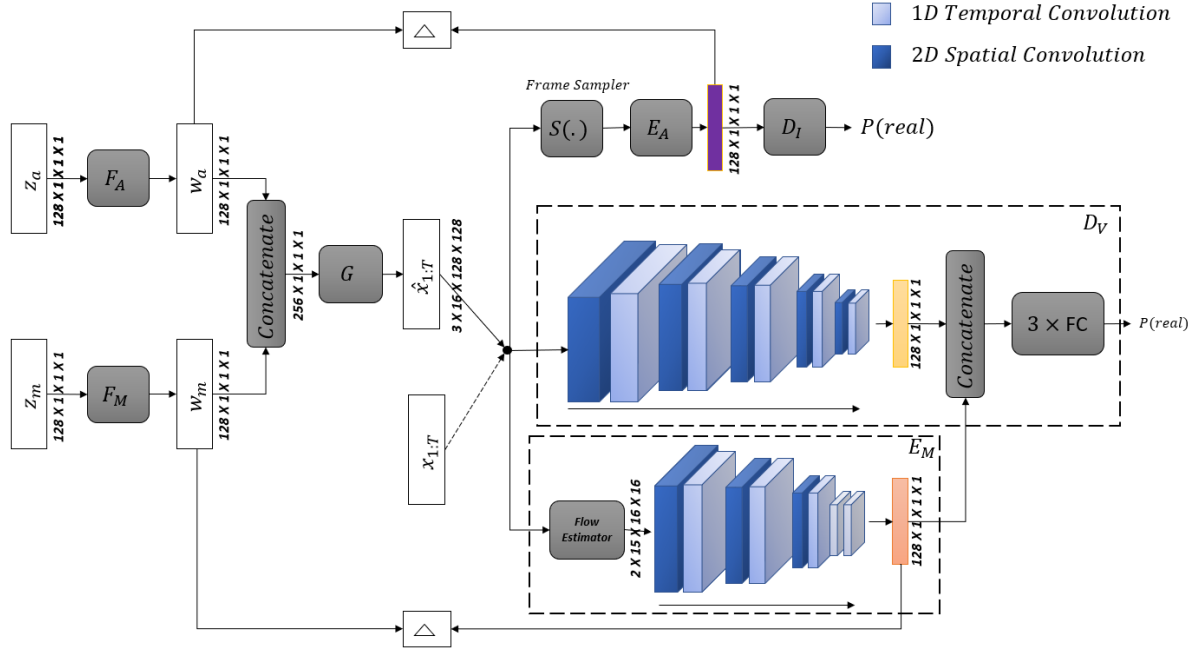 1D Temporal Convolution
2D Spatial Convolution
△
Frame Sampler
S(.)
E_A
128 X 1 X 1 X 1
D_I
P(real)
z_a
128 X 1 X 1 X 1
F_A
w_a
128 X 1 X 1 X 1
Concatenate
256 X 1 X 1 X 1
G
x̂_{1:T}
3 X 16 X 128 X 128
z_m
128 X 1 X 1 X 1
F_M
w_m
128 X 1 X 1 X 1
x_{1:T}
D_V
128 X 1 X 1 X 1
Concatenate
3 × FC
P(real)
E_M
Flow
Estimator
2 X 15 X 16 X 16
128 X 1 X 1 X 1
△